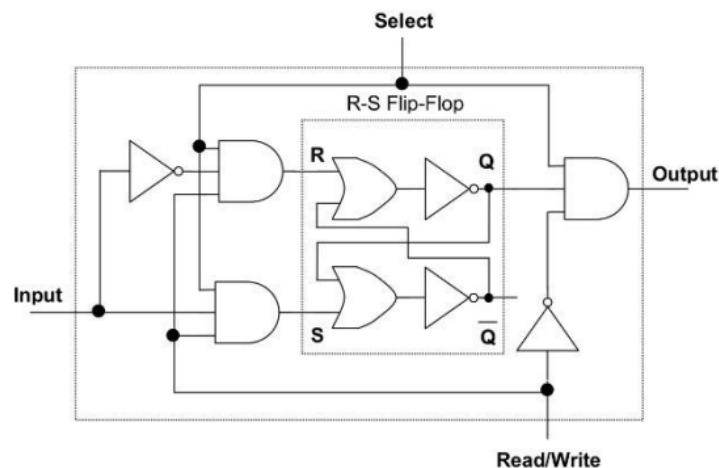 Select
R-S Flip-Flop
R
Q
Output
Input
S
Q̅
Read/Write